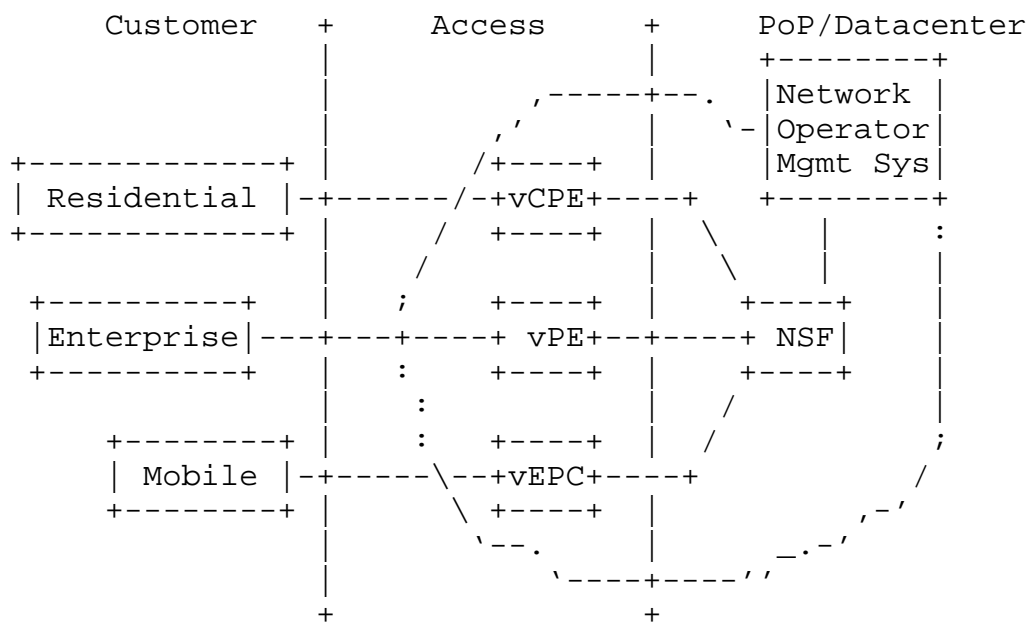 Customer Access PoP/Datacenter
Network
Operator
Mgmt Sys
Residential vCPE
Enterprise vPE NSF
Mobile vEPC